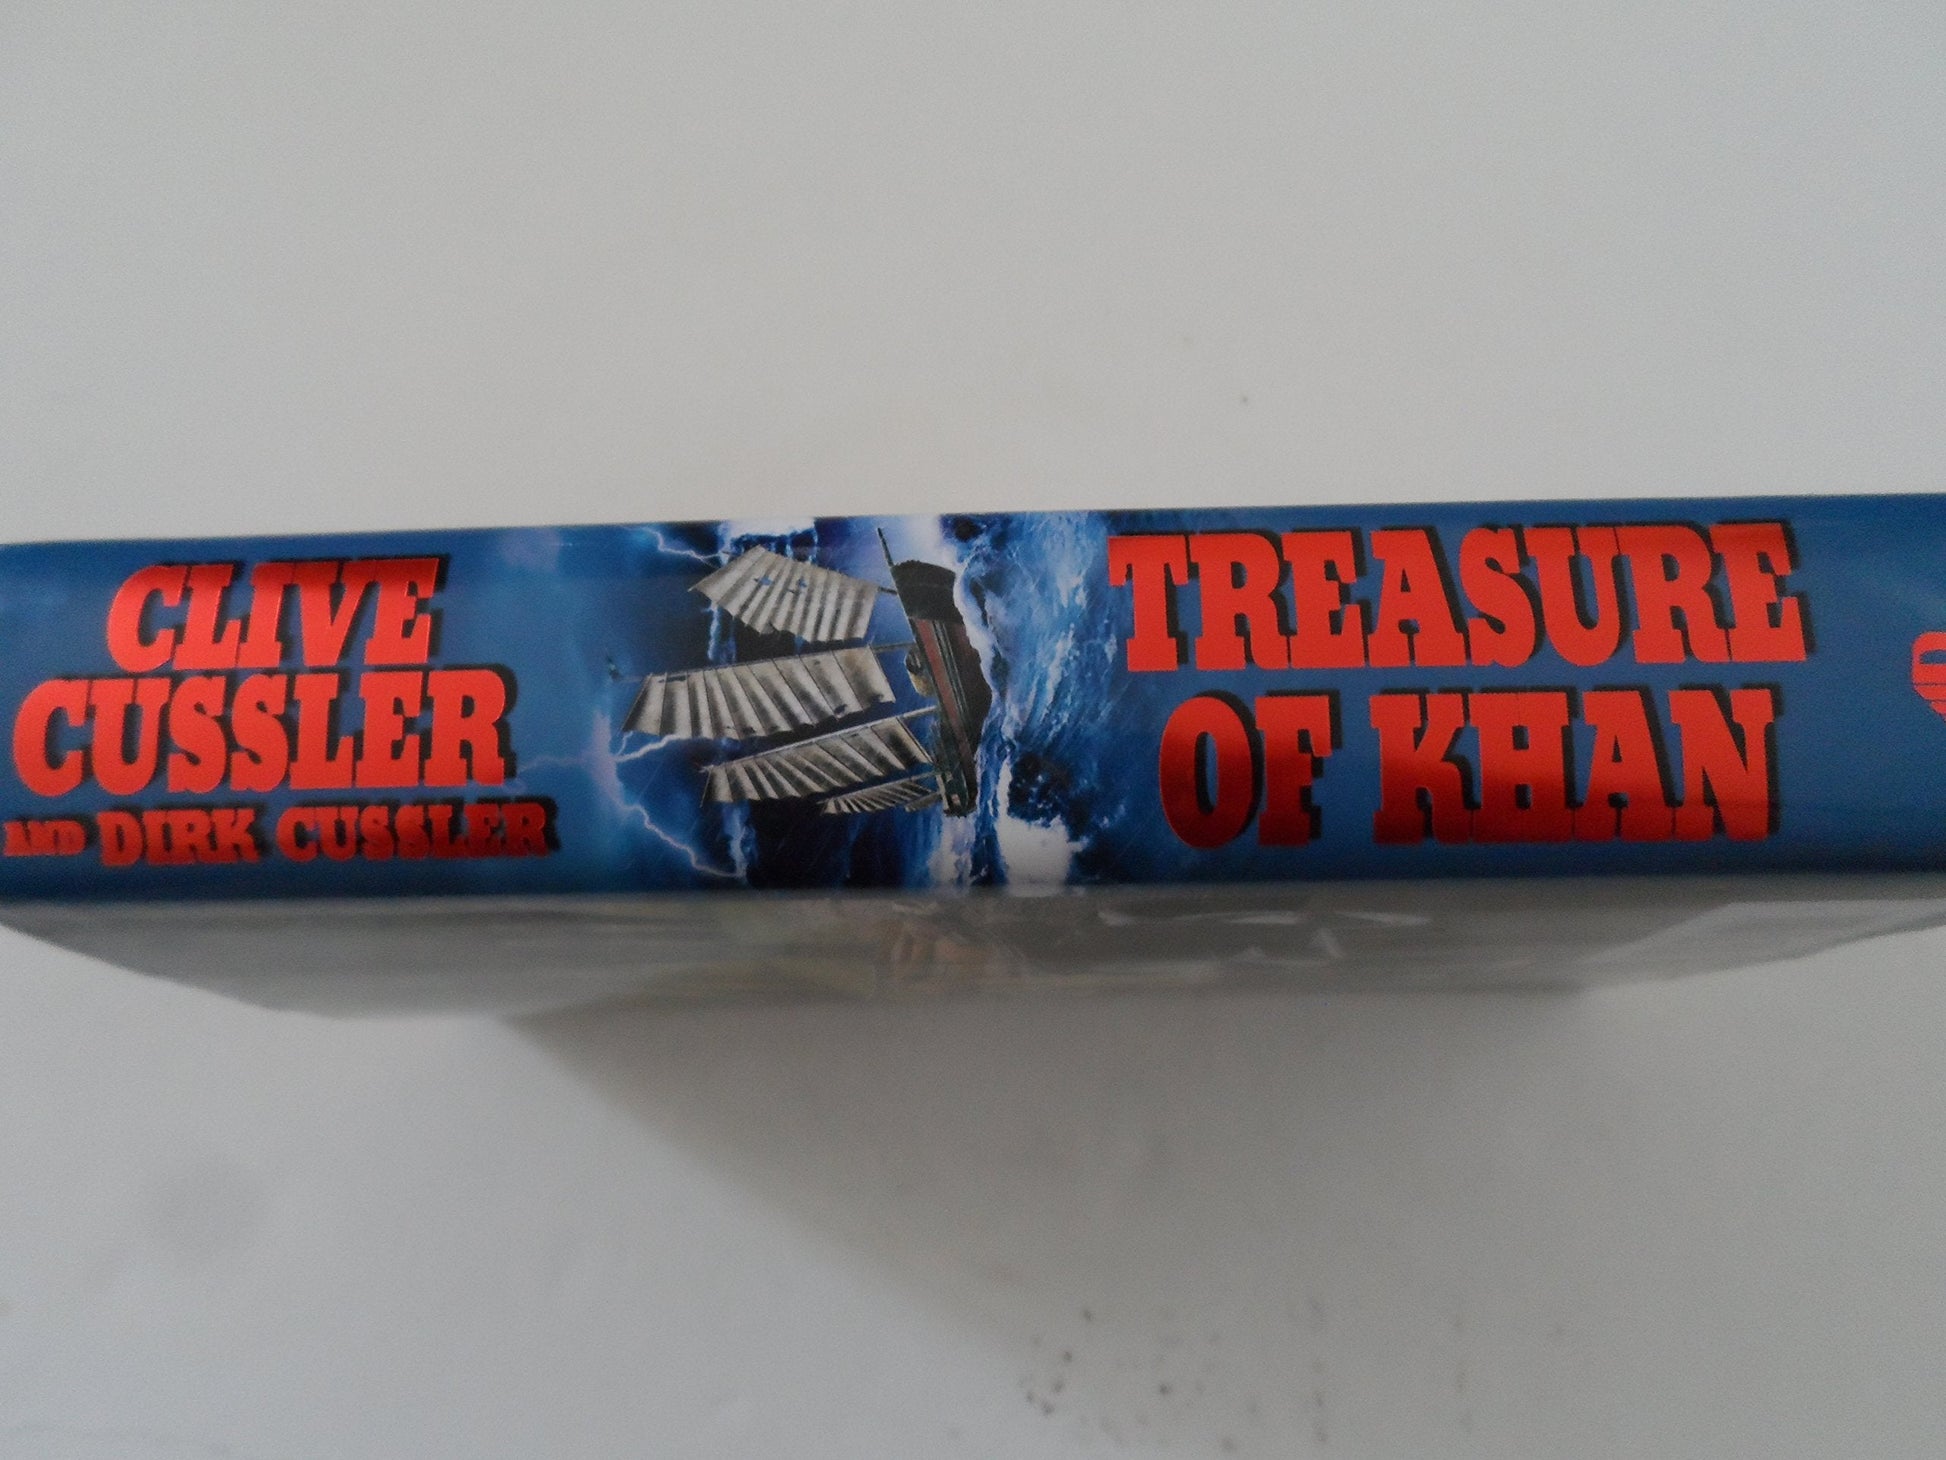 CLIVE
CUSSLER
AND DIRK CUSSLER
TREASURE
OF KHAN